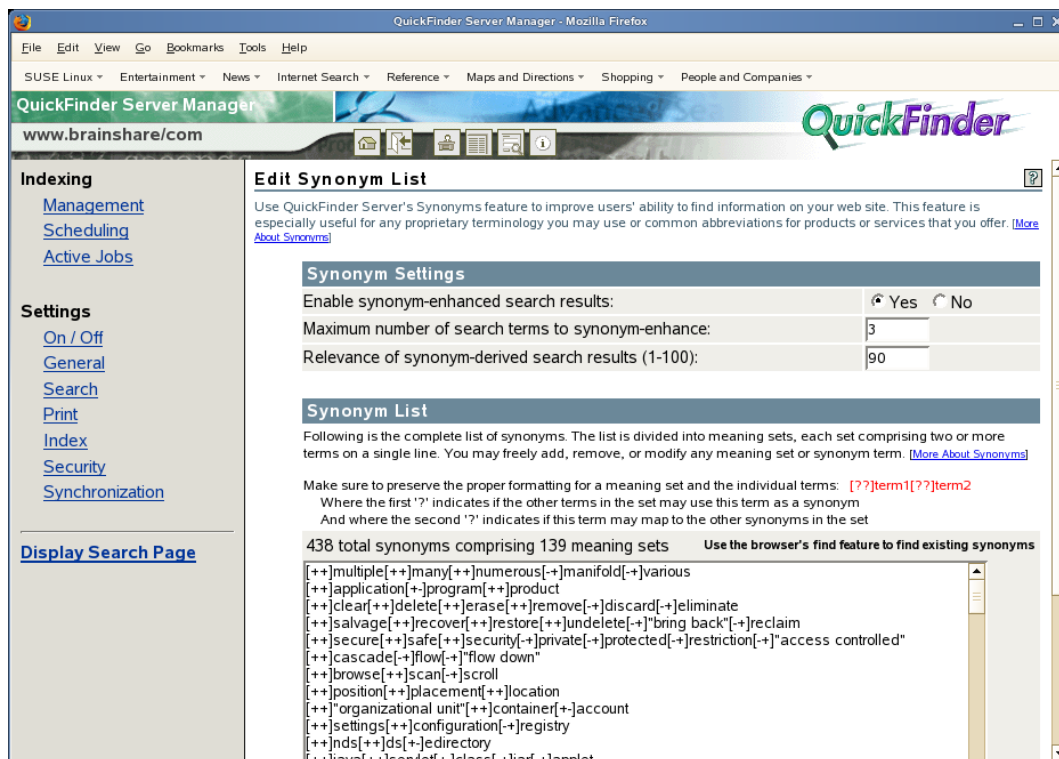 QuickFinder Server Manager - Mozilla Firefox
File Edit View Go Bookmarks Tools Help
SUSE Linux Entertainment News Internet Search Reference Maps and Directions Shopping People and Companies
QuickFinder Server Manager
www.brainshare/com
QuickFinder
Indexing
Management
Scheduling
Active Jobs
Settings
On / Off
General
Search
Print
Index
Security
Synchronization
Display Search Page
Edit Synonym List
Use QuickFinder Server's Synonyms feature to improve users' ability to find information on your web site. This feature is
especially useful for any proprietary terminology you may use or common abbreviations for products or services that you offer. [More
About Synonyms]
Synonym Settings
Enable synonym-enhanced search results: Yes No
Maximum number of search terms to synonym-enhance: 3
Relevance of synonym-derived search results (1-100): 90
Synonym List
Following is the complete list of synonyms. The list is divided into meaning sets, each set comprising two or more
terms on a single line. You may freely add, remove, or modify any meaning set or synonym term. [More About Synonyms]
Make sure to preserve the proper formatting for a meaning set and the individual terms: [??]term1[??]term2
Where the first '?' indicates if the other terms in the set may use this term as a synonym
And where the second '?' indicates if this term may map to the other synonyms in the set
438 total synonyms comprising 139 meaning sets Use the browser's find feature to find existing synonyms
[++]multiple[++]many[++]numerous[-+]manifold[-+]various
[++]application[+-]program[++]product
[++]clear[++]delete[++]erase[++]remove[-+]discard[-+]eliminate
[++]salvage[++]recover[++]restore[++]undelete[-+]"bring back"[-+]reclaim
[++]secure[++]safe[++]security[-+]private[-+]protected[-+]restriction[-+]"access controlled"
[++]cascade[-+]flow[-+]"flow down"
[++]browse[++]scan[-+]scroll
[++]position[++]placement[++]location
[++]"organizational unit"[++]container[+-]account
[++]settings[++]configuration[-+]registry
[++]nds[++]ds[+-]edirectory